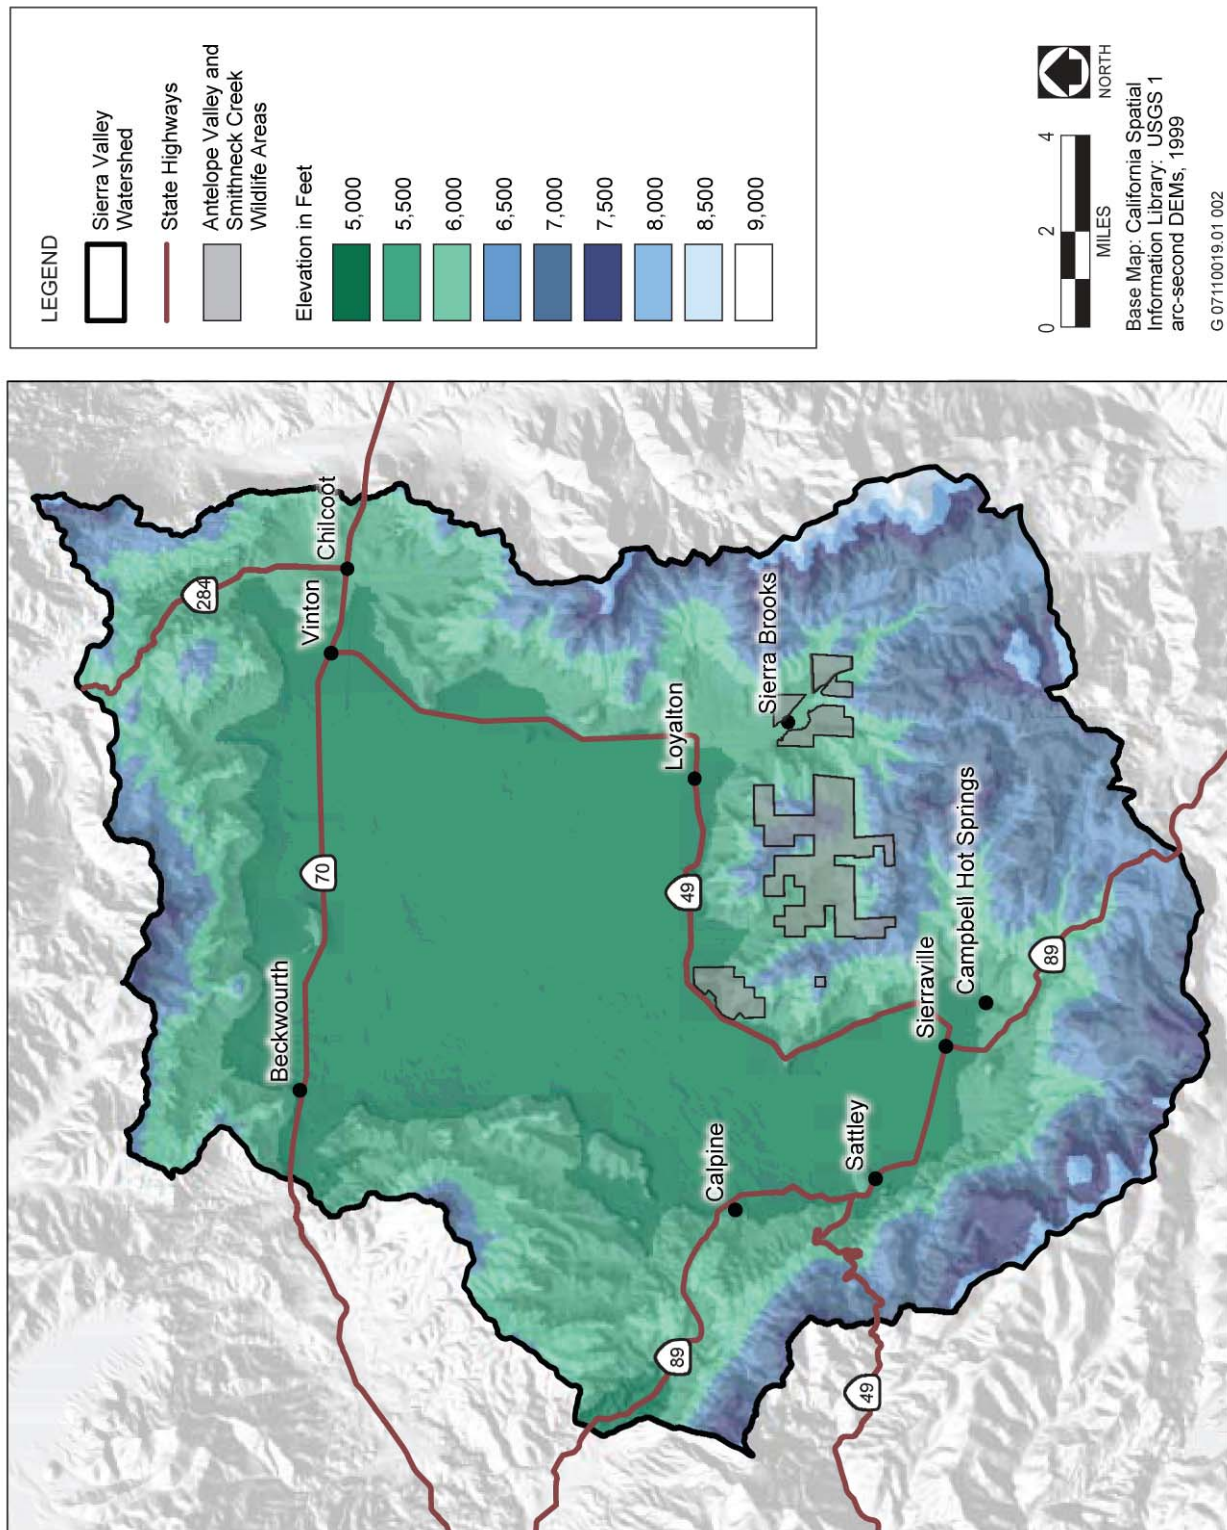 LEGEND
Sierra Valley
Watershed
State Highways
Antelope Valley and
Smithneck Creek
Wildlife Areas
Elevation in Feet
5,000
5,500
6,000
6,500
7,000
7,500
8,000
8,500
9,000
NORTH
0 2 4
MILES
Base Map: California Spatial
Information Library: USGS 1
arc-second DEMs, 1999
G 07110019.01 002
284
Chilcoot
Vinton
70
Beckwourth
Loyalton
Sierra Brooks
49
Campbell Hot Springs
Sierraville
89
Sattley
Calpine
89
49